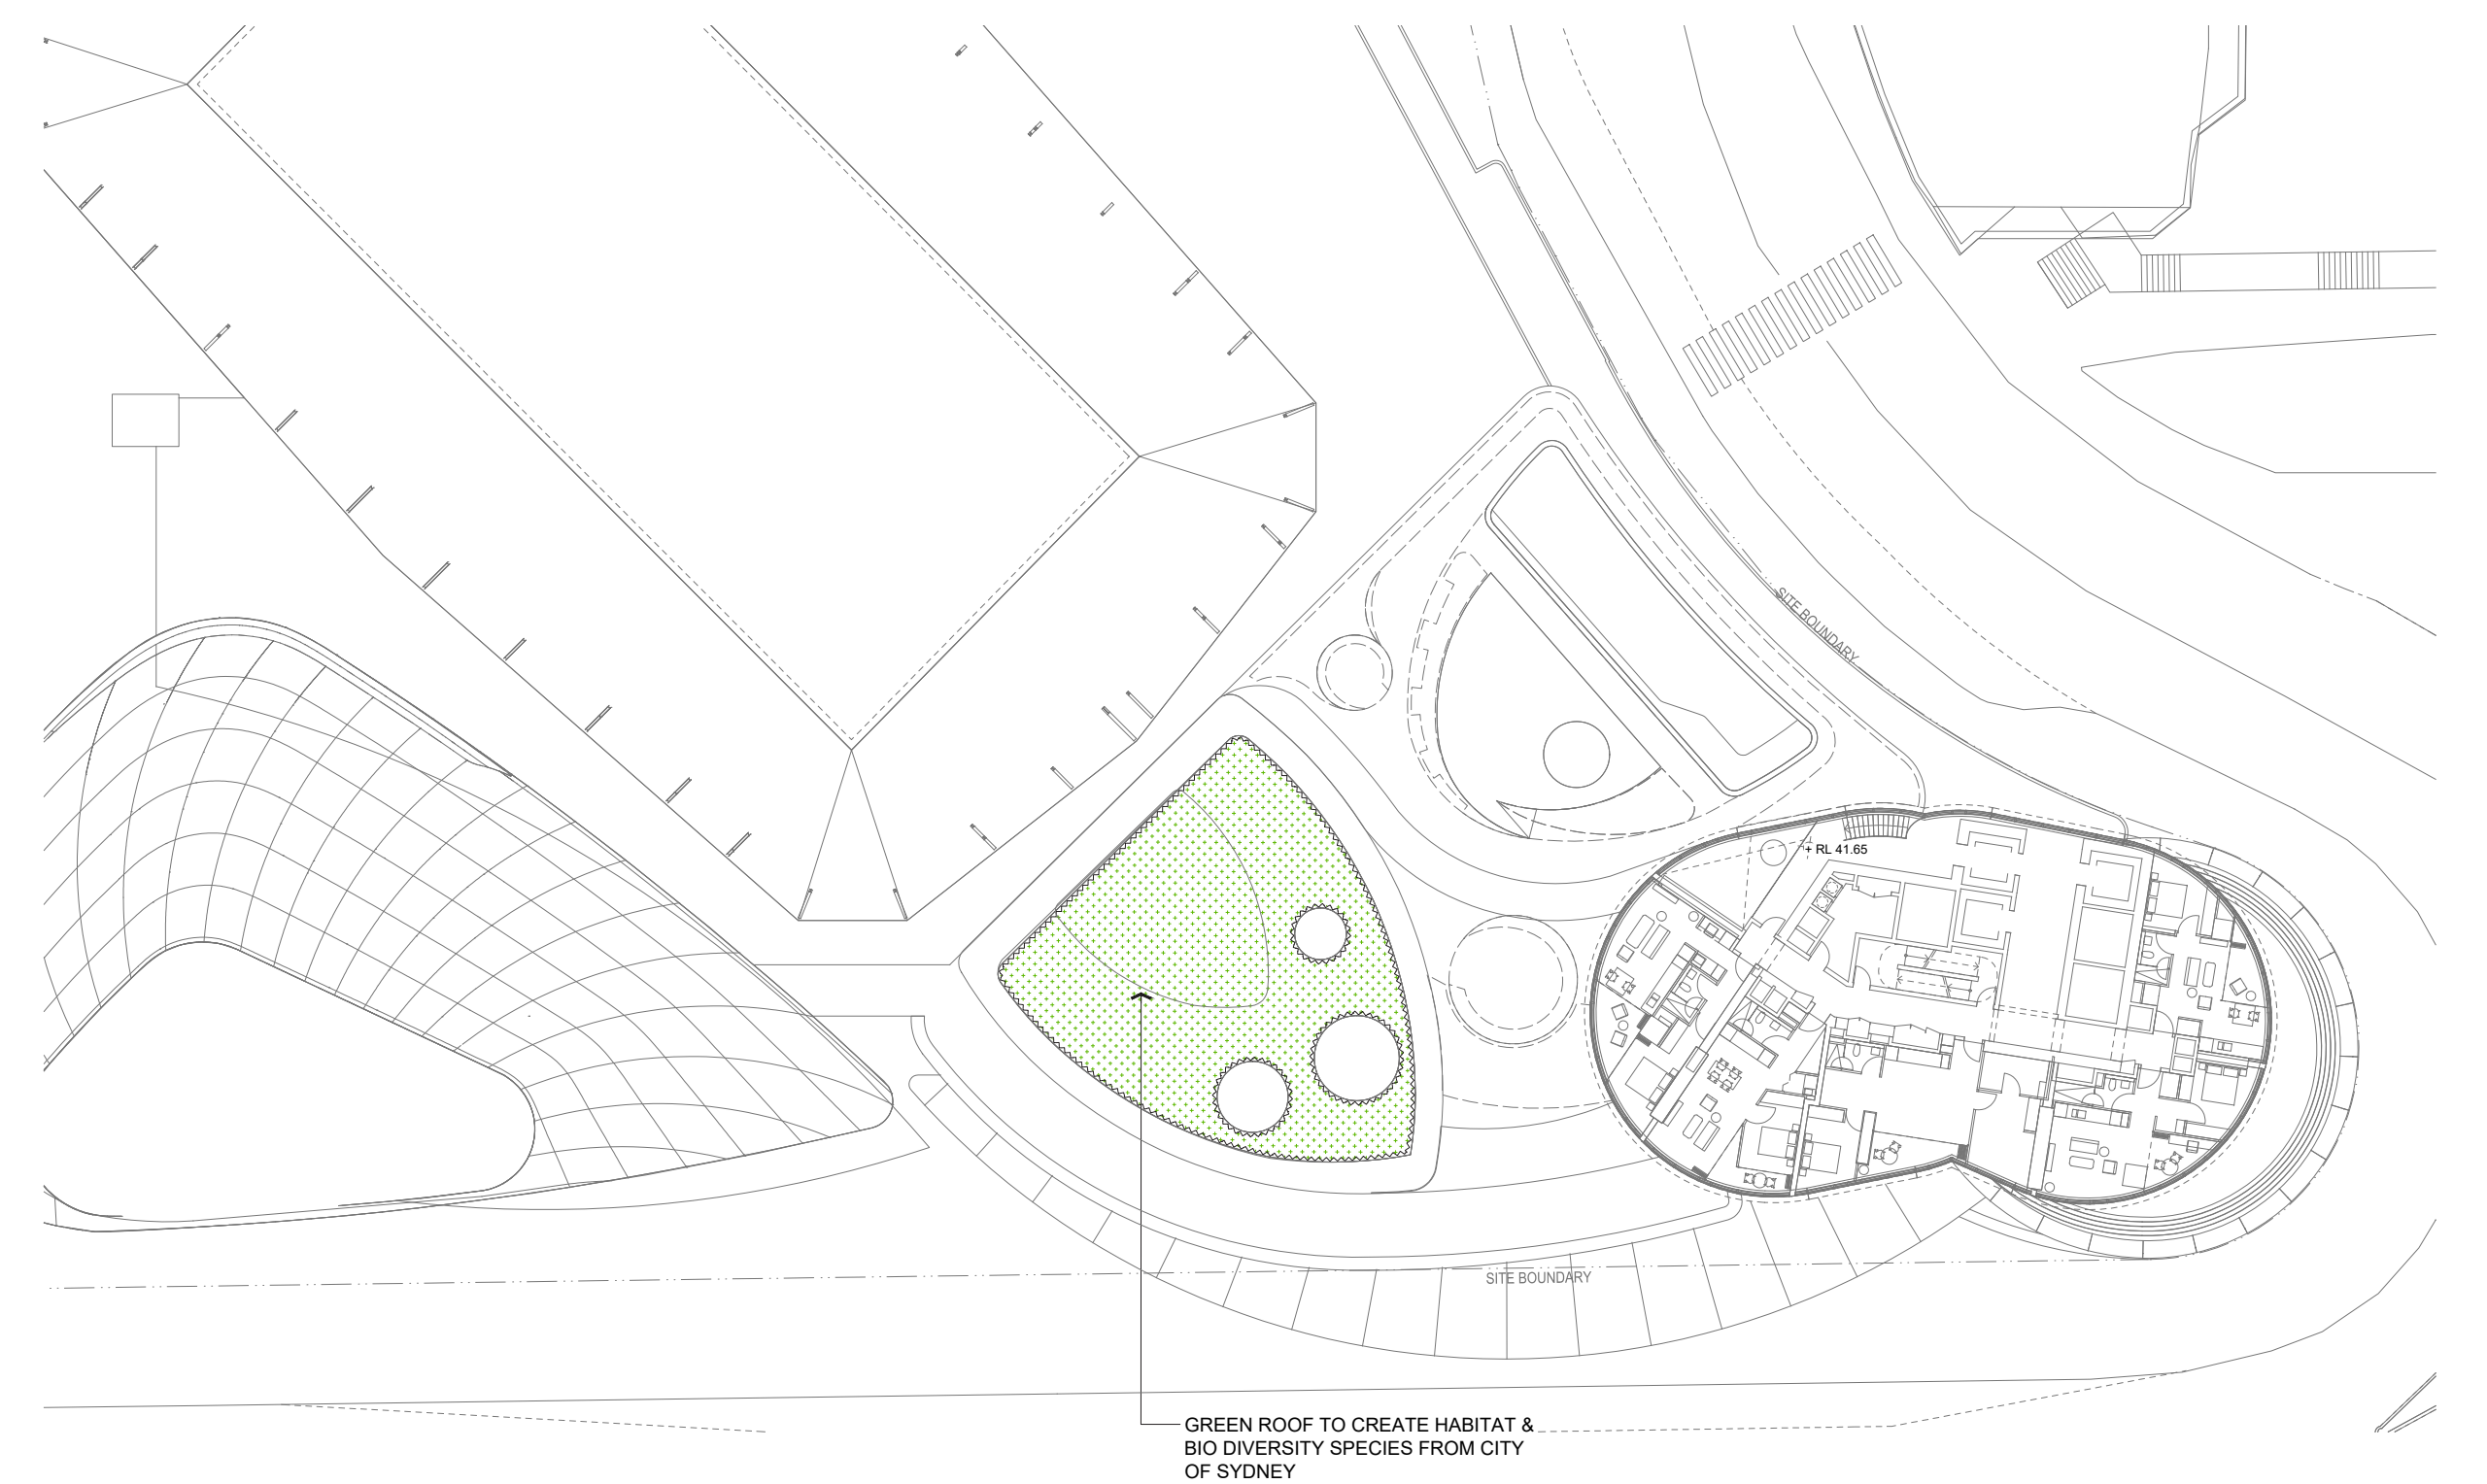 SITE BOUNDARY
+ RL 41.65
SITE BOUNDARY
GREEN ROOF TO CREATE HABITAT &
BIO DIVERSITY SPECIES FROM CITY
OF SYDNEY